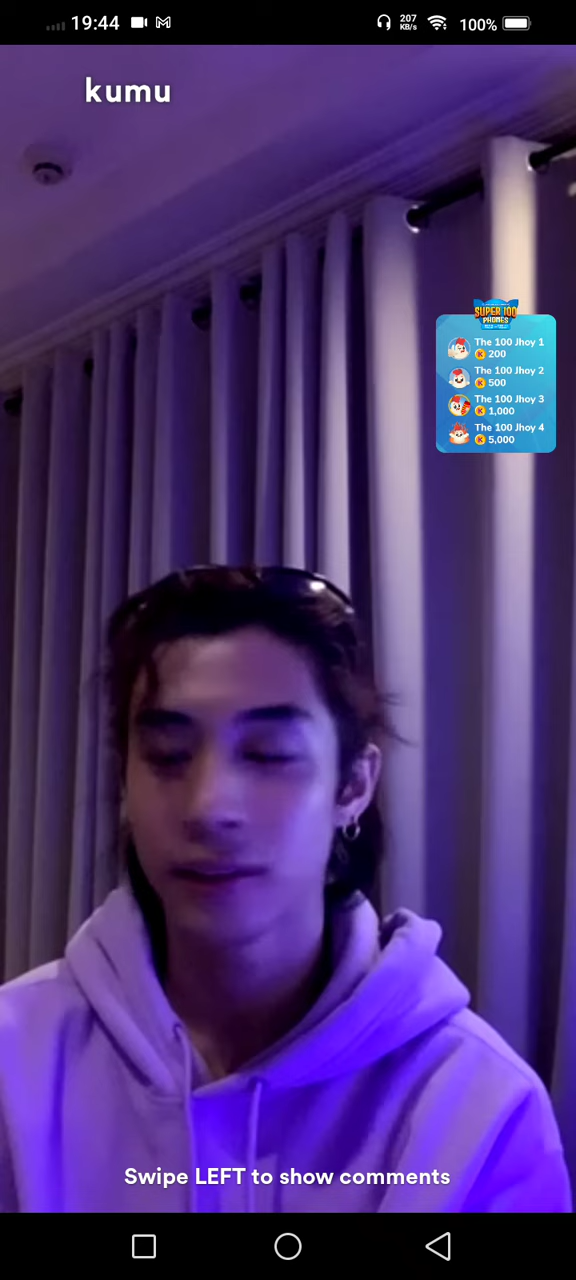 19:44
207
KB/s
100%
kumu
SUPER 100
PHOMES
The 100 Jhoy 1
200
The 100 Jhoy 2
500
The 100 Jhoy 3
1,000
The 100 Jhoy 4
5,000
Swipe LEFT to show comments